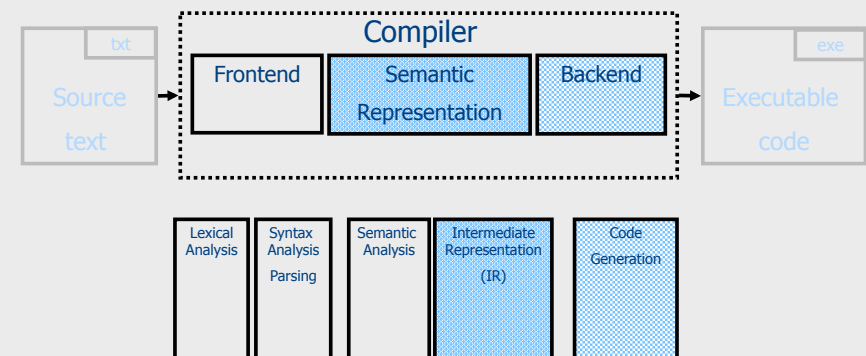 Compiler
txt
Source
text
Frontend
Semantic
Representation
Backend
exe
Executable
code
Lexical
Analysis
Syntax
Analysis
Parsing
Semantic
Analysis
Intermediate
Representation
(IR)
Code
Generation